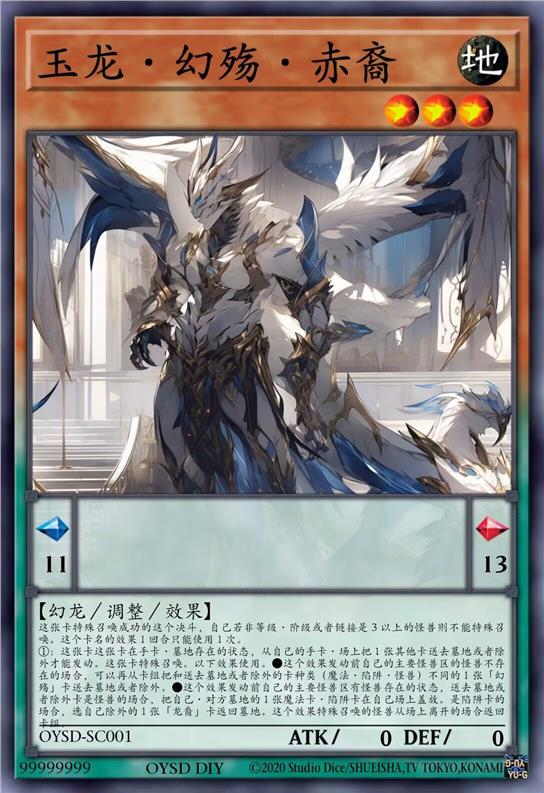 玉龙·幻殇·赤裔
地
11
13
【幻龙／调整／效果】
这张卡特殊召唤成功的这个决斗，自己若非等级·阶级或者链接是３以上的怪兽则不能特殊召
唤。这个卡名的效果１回合只能使用１次。
①：这张卡这张卡在手卡·墓地存在的状态，从自己的手卡·场上把１张其他卡送去墓地或者除
外才能发动。这张卡特殊召唤。以下效果使用。●这个效果发动前自己的主要怪兽区的怪兽不存
在的场合，可以再从卡组把和送去墓地或者除外的卡种类（魔法·陷阱·怪兽）不同的１张「幻
殇」卡送去墓地或者除外。●这个效果发动前自己的主要怪兽区有怪兽存在的状态，送去墓地或
者除外卡是怪兽的场合，把自己·对方墓地的１张魔法卡·陷阱卡在自己场上盖放。是陷阱卡的
场合，选自己除外的１张「龙裔」卡返回墓地。这个效果特殊召唤的怪兽从场上离开的场合返回
卡组。
OYSD-SC001
ATK/ 0 DEF/ 0
99999999
OYSD DIY
©2020 Studio Dice/SHUEISHA,TV TOKYO,KONAMI